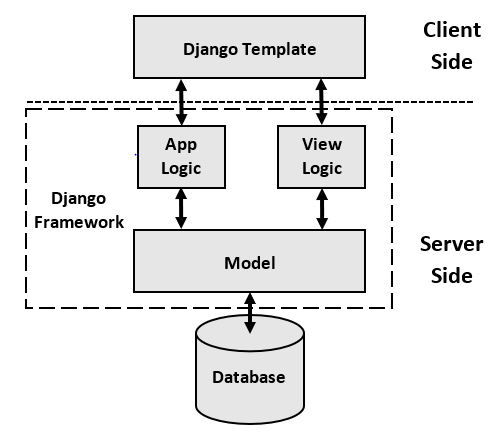 Django Template
Client
Side
App
Logic
View
Logic
Django
Framework
Model
Server
Side
Database